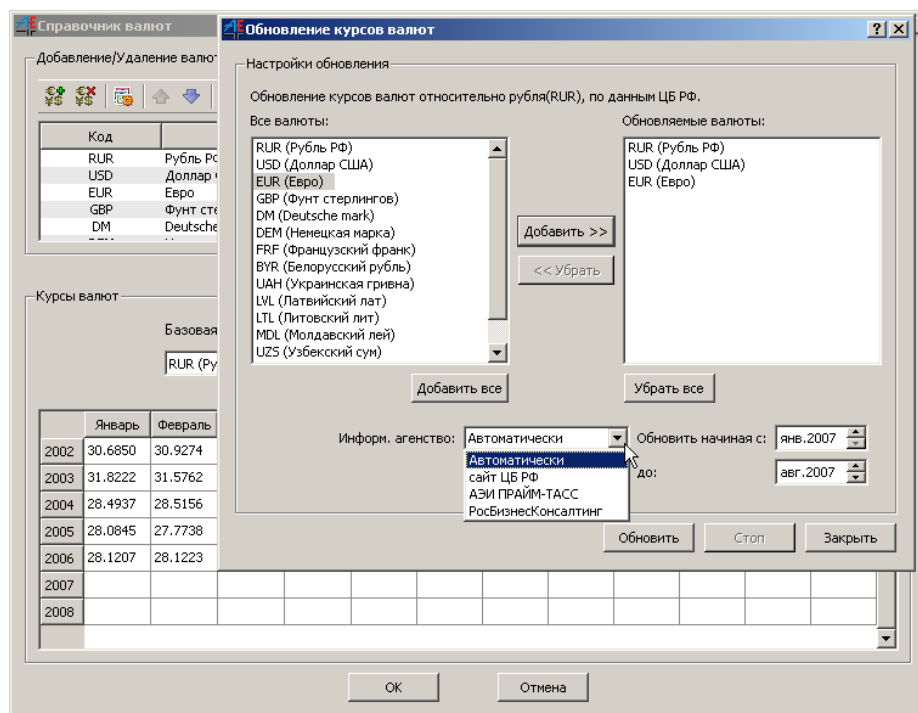 Справочник валют
Добавление/Удаление валют
Код
RUR Рубль РФ
USD Доллар
EUR Евро
GBP Фунт сте
DM Deutsche
Курсы валют
Базовая
RUR (Ру
Январь Февраль
2002 30.6850 30.9274
2003 31.8222 31.5762
2004 28.4937 28.5156
2005 28.0845 27.7738
2006 28.1207 28.1223
2007
2008
OK Отмена
Обновление курсов валют
Настройки обновления
Обновление курсов валют относительно рубля(RUR), по данным ЦБ РФ.
Все валюты:
RUR (Рубль РФ)
USD (Доллар США)
EUR (Евро)
GBP (Фунт стерлингов)
DM (Deutsche mark)
DEM (Немецкая марка)
FRF (Французский франк)
BYR (Белорусский рубль)
UAH (Украинская гривна)
LVL (Латвийский лат)
LTL (Литовский лит)
MDL (Молдавский лей)
UZS (Узбекский сум)
Добавить >>
<< Убрать
Обновляемые валюты:
RUR (Рубль РФ)
USD (Доллар США)
EUR (Евро)
Добавить все
Убрать все
Информ. агенство: Автоматически
Автоматически
сайт ЦБ РФ
АЭИ ПРАЙМ-ТАСС
РосБизнесКонсалтинг
Обновить начиная с: янв.2007
до: авг.2007
Обновить Стоп Закрыть